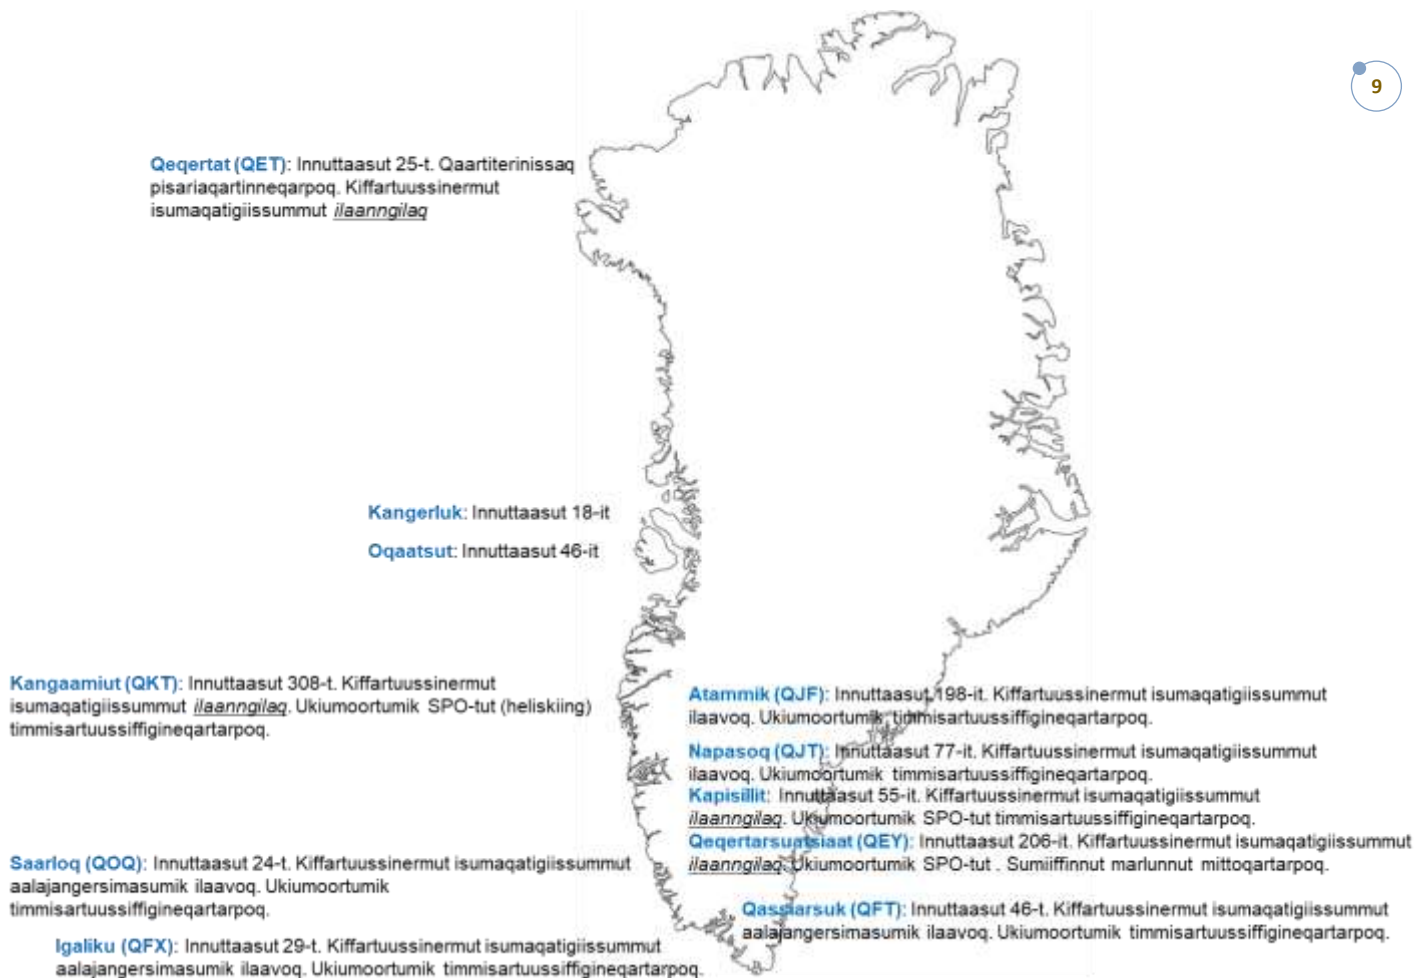 9
Qeqertat (QET): Innuttaasut 25-t. Qaartiterinissaq
pisariaqartinneqarpoq. Kiffartuussinermut
isumaqatigiissummut ilaanngilaq
Kangerluk: Innuttaasut 18-it
Oqaatsut: Innuttaasut 46-it
Kangaamiut (QKT): Innuttaasut 308-t. Kiffartuussinermut
isumaqatigiissummut ilaanngilaq. Ukiumoortumik SPO-tut (heliskiing)
timmisartuussiffigineqartarpoq.
Atammik (QJF): Innuttaasut 198-it. Kiffartuussinermut isumaqatigiissummut
ilaavoq. Ukiumoortumik timmisartuussiffigineqartarpoq.
Napasoq (QJT): Innuttaasut 77-it. Kiffartuussinermut isumaqatigiissummut
ilaavoq. Ukiumoortumik timmisartuussiffigineqartarpoq.
Kapisillit: Innuttaasut 55-it. Kiffartuussinermut isumaqatigiissummut
ilaanngilaq. Ukiumoortumik SPO-tut timmisartuussiffigineqartarpoq.
Qeqertarsuatsiaat (QEY): Innuttaasut 206-it. Kiffartuussinermut isumaqatigiissummut
ilaanngilaq. Ukiumoortumik SPO-tut . Sumiiffinnut marlunnut mittoqartarpoq.
Saarloq (QOQ): Innuttaasut 24-t. Kiffartuussinermut isumaqatigiissummut
aalajangersimasumik ilaavoq. Ukiumoortumik
timmisartuussiffigineqartarpoq.
Qassiarsuk (QFT): Innuttaasut 46-t. Kiffartuussinermut isumaqatigiissummut
aalajangersimasumik ilaavoq. Ukiumoortumik timmisartuussiffigineqartarpoq.
Igaliku (QFX): Innuttaasut 29-t. Kiffartuussinermut isumaqatigiissummut
aalajangersimasumik ilaavoq. Ukiumoortumik timmisartuussiffigineqartarpoq.